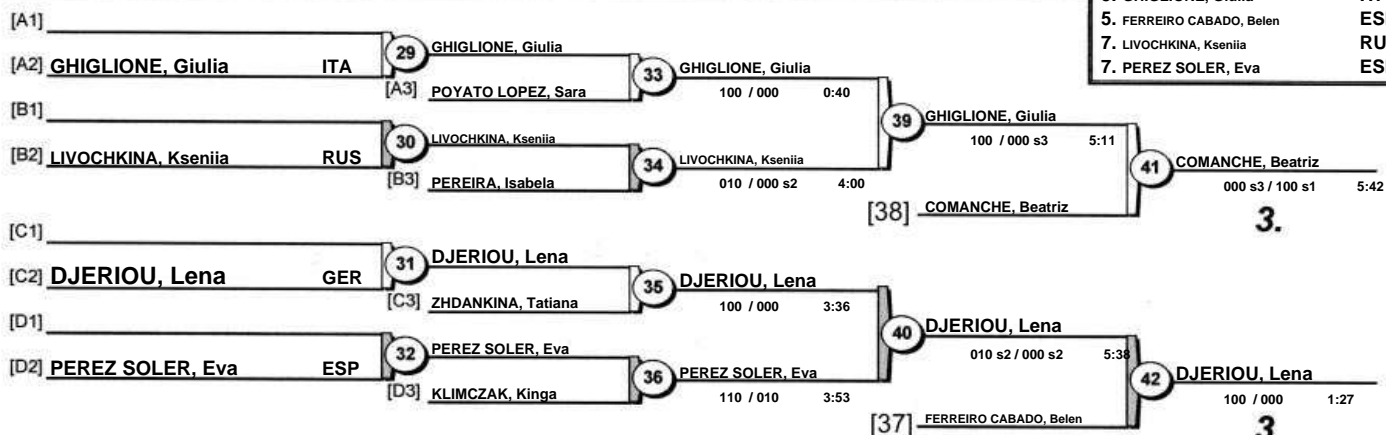 5. FERREIRO CABADO, Belen ES
7. LIVOCHKINA, Kseniia RU
7. PEREZ SOLER, Eva ES
[A1]
[A2] GHIGLIONE, Giulia ITA
29
GHIGLIONE, Giulia
[A3] POYATO LOPEZ, Sara
33
GHIGLIONE, Giulia
100 / 000 0:40
[B1]
[B2] LIVOCHKINA, Kseniia RUS
30
LIVOCHKINA, Kseniia
[B3] PEREIRA, Isabela
34
LIVOCHKINA, Kseniia
010 / 000 s2 4:00
39
GHIGLIONE, Giulia
100 / 000 s3 5:11
[38] COMANCHE, Beatriz
41
COMANCHE, Beatriz
000 s3 / 100 s1 5:42
3.
[C1]
[C2] DJERIOU, Lena GER
31
DJERIOU, Lena
[C3] ZHDANKINA, Tatiana
35
DJERIOU, Lena
100 / 000 3:36
[D1]
[D2] PEREZ SOLER, Eva ESP
32
PEREZ SOLER, Eva
[D3] KLIMCZAK, Kinga
36
PEREZ SOLER, Eva
110 / 010 3:53
40
DJERIOU, Lena
010 s2 / 000 s2 5:38
[37] FERREIRO CABADO, Belen
42
DJERIOU, Lena
100 / 000 1:27
3